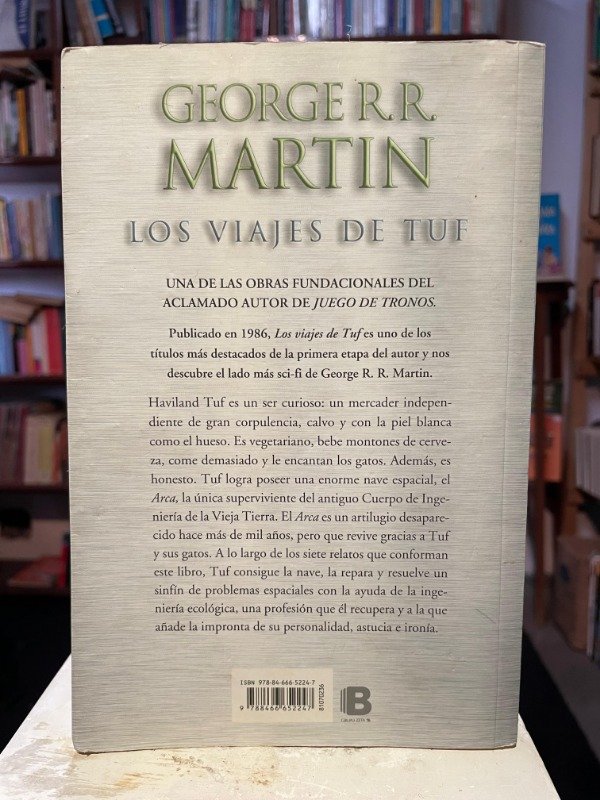 GEORGE R.R.
MARTIN
LOS VIAJES DE TUF
UNA DE LAS OBRAS FUNDACIONALES DEL
ACLAMADO AUTOR DE JUEGO DE TRONOS.
Publicado en 1986, Los viajes de Tuf es uno de los
títulos más destacados de la primera etapa del autor y nos
descubre el lado más sci-fi de George R. R. Martin.
Haviland Tuf es un ser curioso: un mercader indepen-
diente de gran corpulencia, calvo y con la piel blanca
como el hueso. Es vegetariano, bebe montones de cerve-
za, come demasiado y le encantan los gatos. Además, es
honesto. Tuf logra poseer una enorme nave espacial, el
Arca, la única superviviente del antiguo Cuerpo de Inge-
niería de la Vieja Tierra. El Arca es un artilugio desapare-
cido hace más de mil años, pero que revive gracias a Tuf
y sus gatos. A lo largo de los siete relatos que conforman
este libro, Tuf consigue la nave, la repara y resuelve un
sinfín de problemas espaciales con la ayuda de la inge-
niería ecológica, una profesión que él recupera y a la que
añade la impronta de su personalidad, astucia e ironía.
ISBN 978-84-666-5224-7
9 788466 652247
81070236
B
GRUPO ZETA